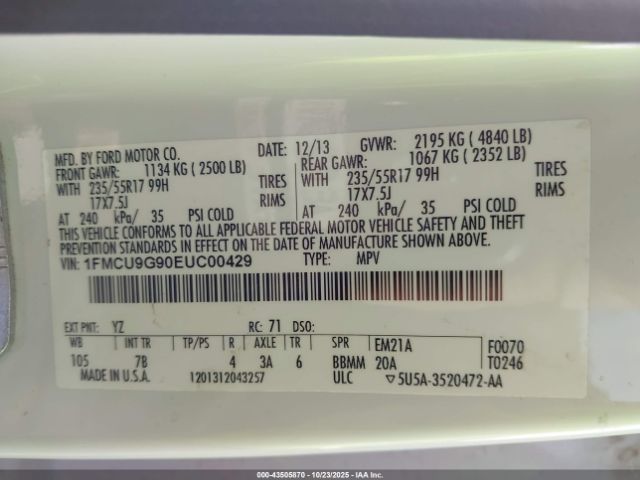 MFD. BY FORD MOTOR CO. DATE: 12/13 GVWR: 2195 KG ( 4840 LB)
FRONT GAWR: 1134 KG ( 2500 LB) REAR GAWR: 1067 KG ( 2352 LB)
WITH 235/55R17 99H TIRES WITH 235/55R17 99H TIRES
17X7.5J RIMS 17X7.5J RIMS
AT 240 kPa/ 35 PSI COLD AT 240 kPa/ 35 PSI COLD
THIS VEHICLE CONFORMS TO ALL APPLICABLE FEDERAL MOTOR VEHICLE SAFETY AND THEFT
PREVENTION STANDARDS IN EFFECT ON THE DATE OF MANUFACTURE SHOWN ABOVE.
VIN: 1FMCU9G90EUC00429 TYPE: MPV
EXT PNT: YZ RC: 71 DSO:
WB INT TR TP/PS R AXLE TR SPR EM21A F0070
105 7B 4 3A 6 BBMM 20A T0246
MADE IN U.S.A. 1201312043257 ULC ▽5U5A-3520472-AA
000-43505870 | 10/23/2025 | IAA Inc.